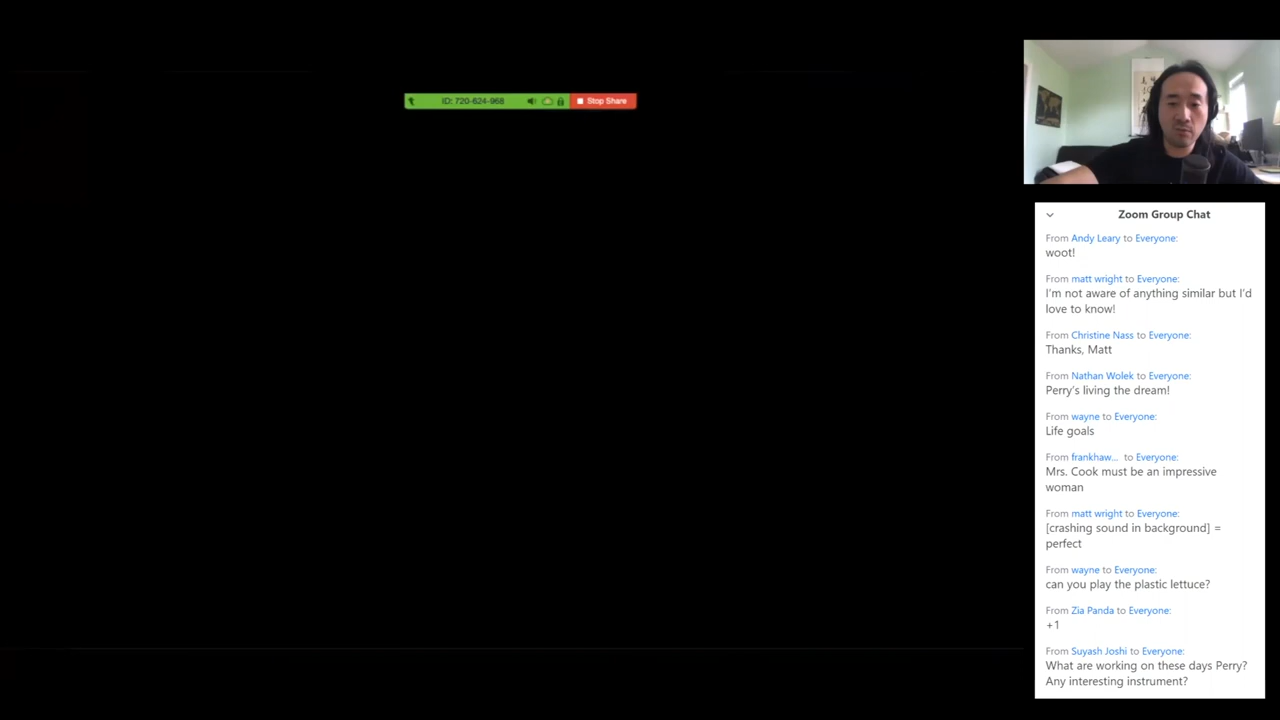 ID: 720-624-968
Stop Share
Zoom Group Chat
From Andy Leary to Everyone:
woot!
From matt wright to Everyone:
I'm not aware of anything similar but I'd
love to know!
From Christine Nass to Everyone:
Thanks, Matt
From Nathan Wolek to Everyone:
Perry's living the dream!
From wayne to Everyone:
Life goals
From frankhaw... to Everyone:
Mrs. Cook must be an impressive
woman
From matt wright to Everyone:
[crashing sound in background] =
perfect
From wayne to Everyone:
can you play the plastic lettuce?
From Zia Panda to Everyone:
+1
From Suyash Joshi to Everyone:
What are working on these days Perry?
Any interesting instrument?